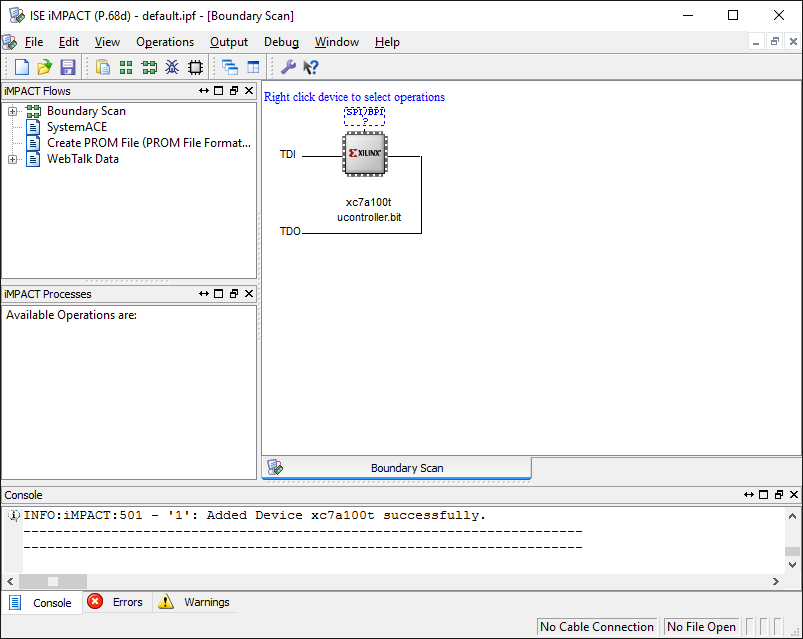 ISE iMPACT (P.68d) - default.ipf - [Boundary Scan]
File Edit View Operations Output Debug Window Help
iMPACT Flows
Boundary Scan
SystemACE
Create PROM File (PROM File Format...
WebTalk Data
iMPACT Processes
Available Operations are:
Right click device to select operations
SPI/BPI
?
TDI
XILINX®
xc7a100t
ucontroller.bit
TDO
Boundary Scan
Console
INFO:iMPACT:501 - '1': Added Device xc7a100t successfully.
----------------------------------------------------------------------
----------------------------------------------------------------------
Console Errors Warnings
No Cable Connection No File Open